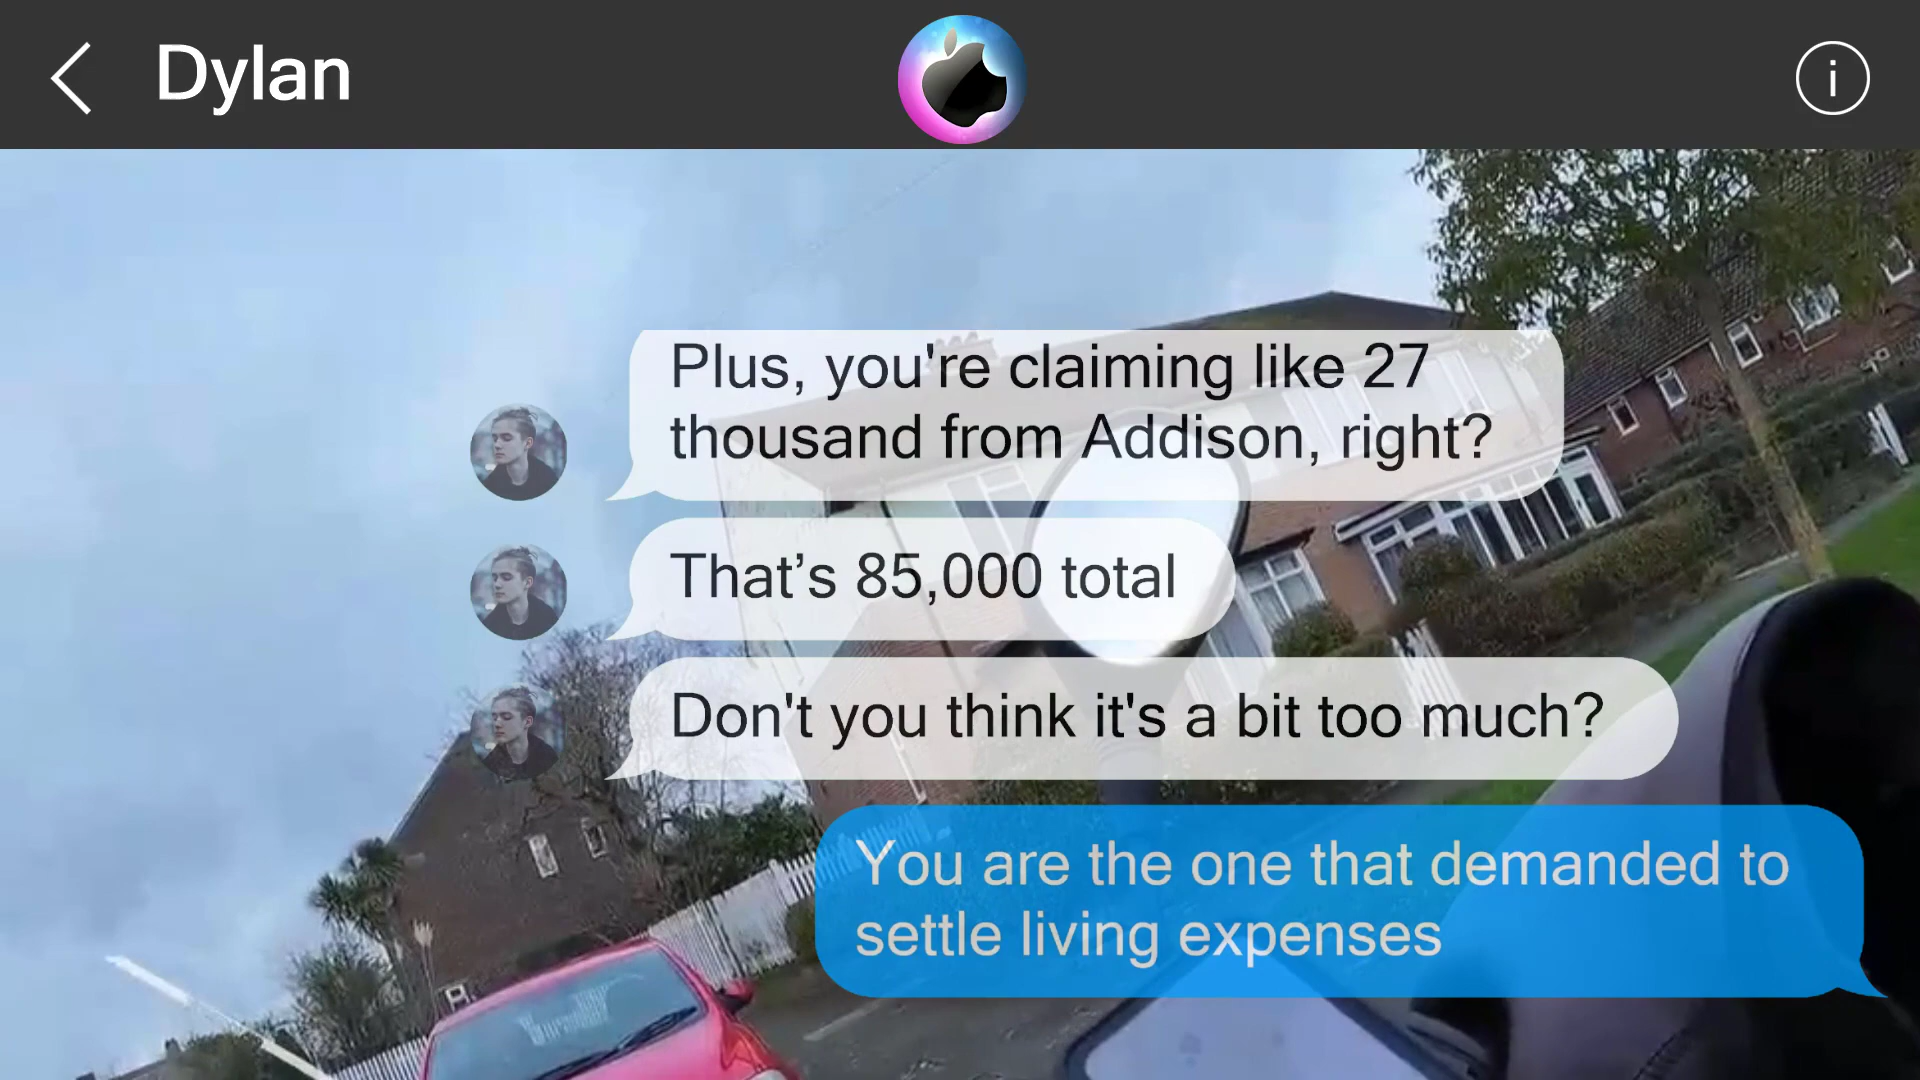 Dylan
Plus, you're claiming like 27
thousand from Addison, right?
That’s 85,000 total
Don't you think it's a bit too much?
You are the one that demanded to
settle living expenses